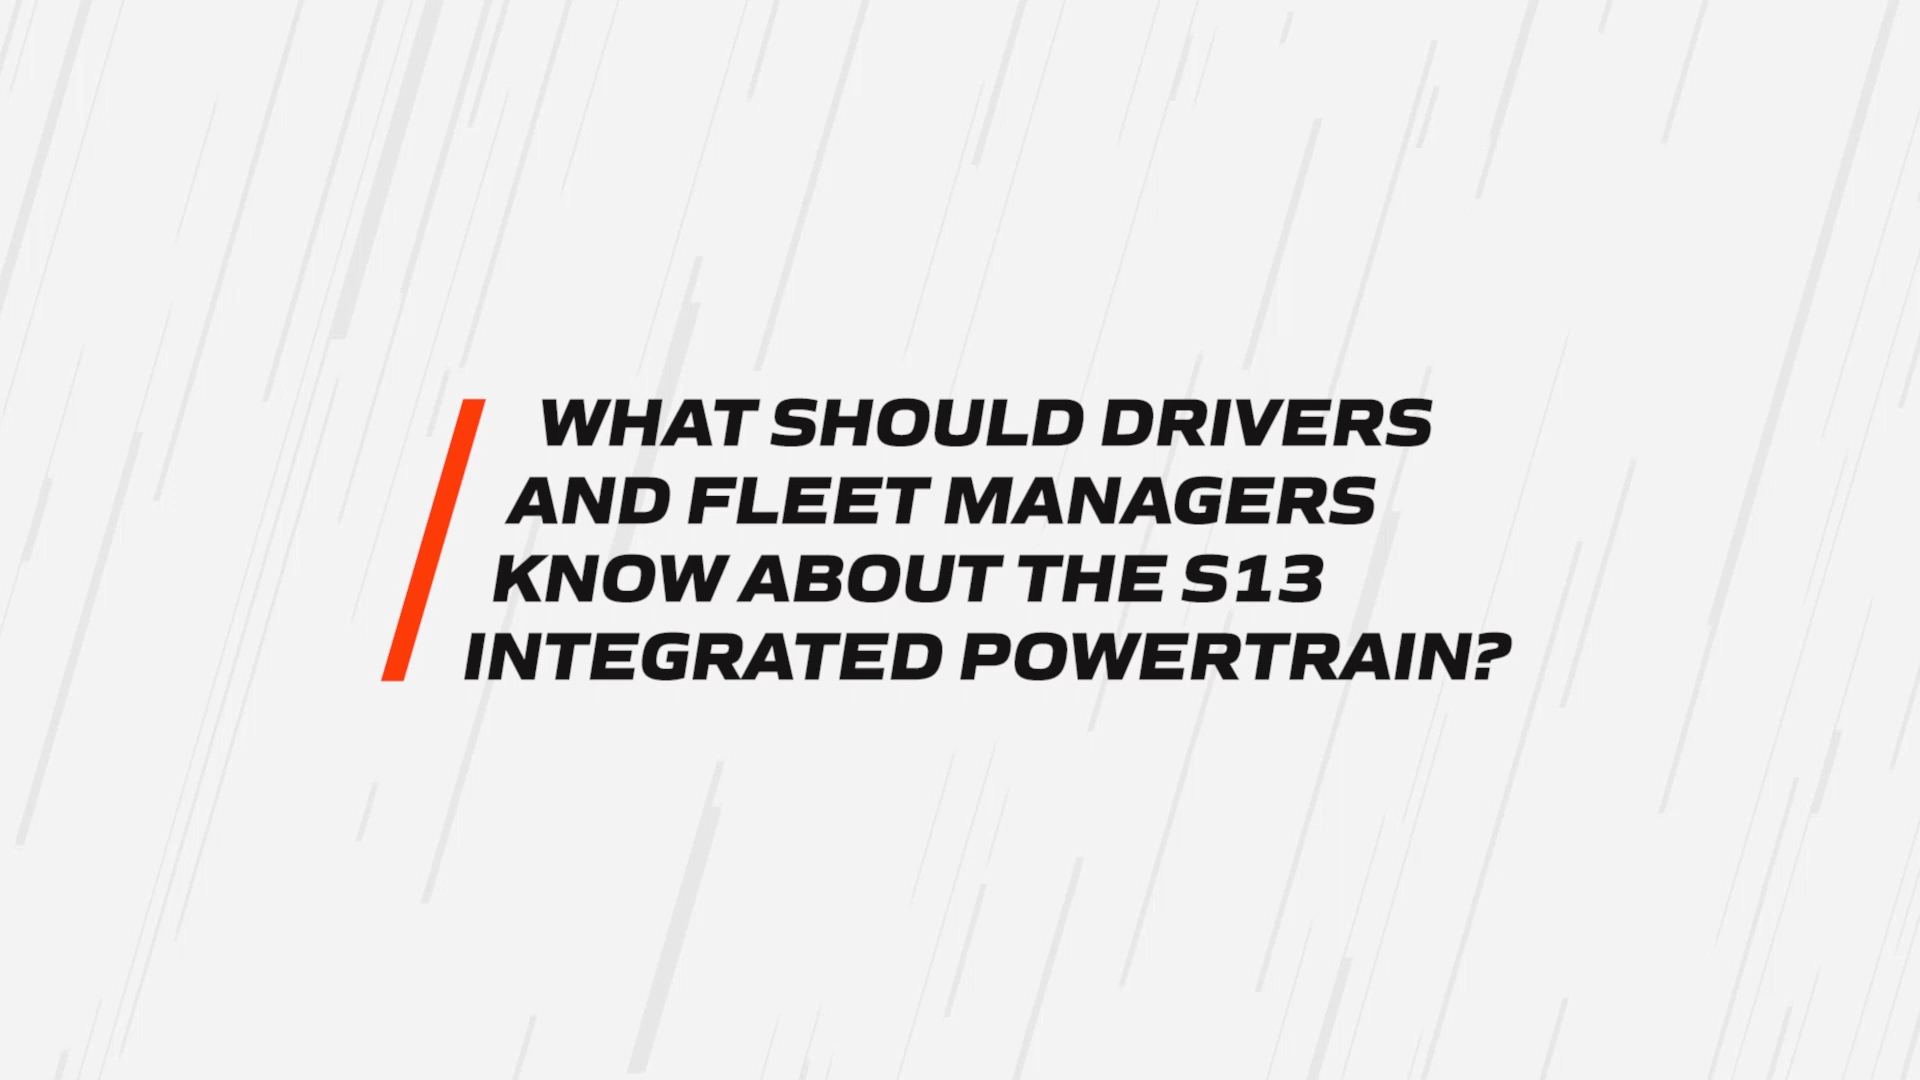 WHAT SHOULD DRIVERS
AND FLEET MANAGERS
KNOW ABOUT THE S13
INTEGRATED POWERTRAIN?